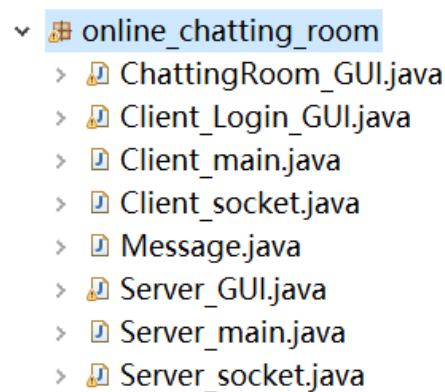 online_chatting_room
ChattingRoom_GUI.java
Client_Login_GUI.java
Client_main.java
Client_socket.java
Message.java
Server_GUI.java
Server_main.java
Server_socket.java